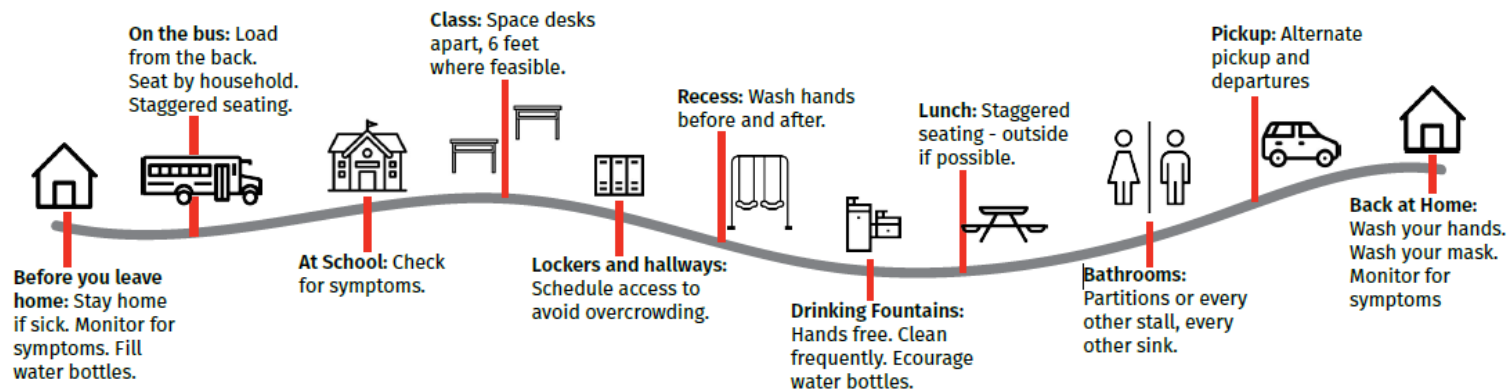 Before you leave
home: Stay home
if sick. Monitor for
symptoms. Fill
water bottles.
On the bus: Load
from the back.
Seat by household.
Staggered seating.
At School: Check
for symptoms.
Class: Space desks
apart, 6 feet
where feasible.
Lockers and hallways:
Schedule access to
avoid overcrowding.
Recess: Wash hands
before and after.
Drinking Fountains:
Hands free. Clean
frequently. Ecourage
water bottles.
Lunch: Staggered
seating - outside
if possible.
Bathrooms:
Partitions or every
other stall, every
other sink.
Pickup: Alternate
pickup and
departures
Back at Home:
Wash your hands.
Wash your mask.
Monitor for
symptoms